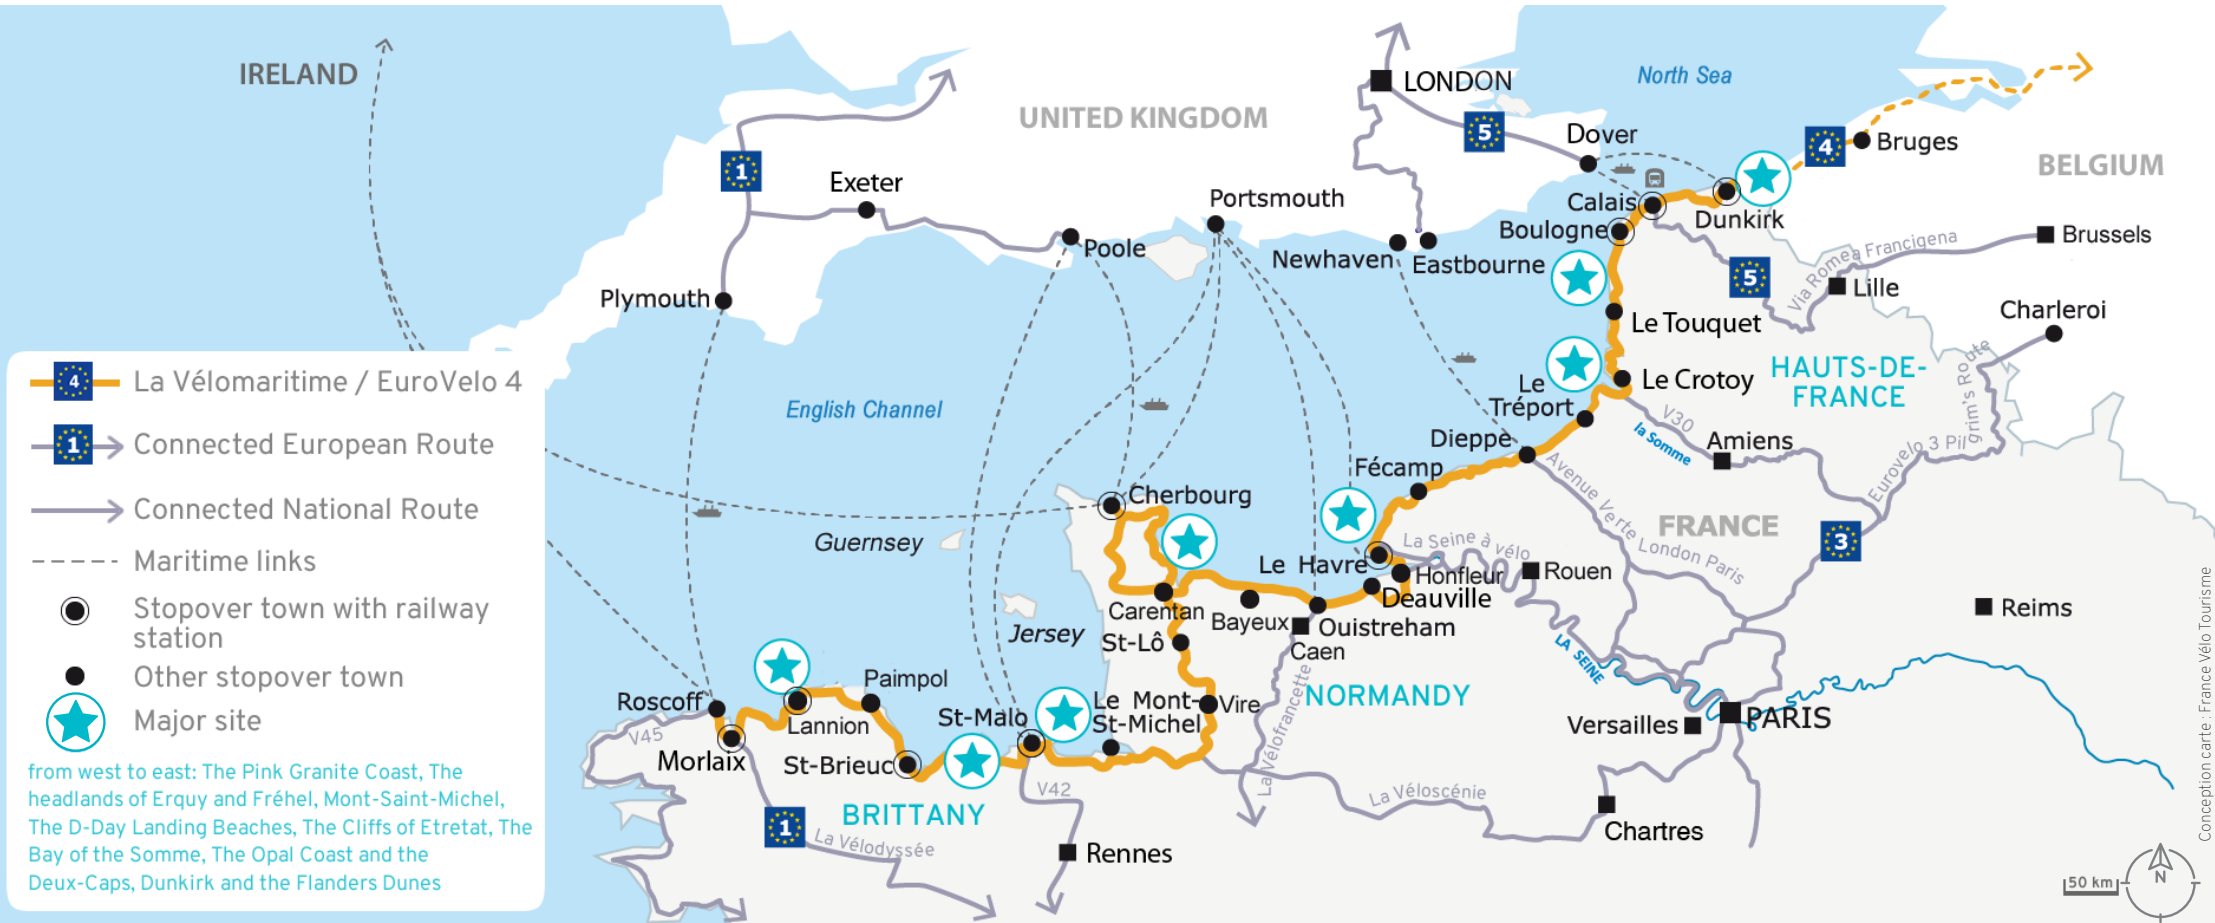 IRELAND
UNITED KINGDOM
LONDON
North Sea
5
Dover
4
Bruges
BELGIUM
1
Exeter
Portsmouth
Calais
Dunkirk
Boulogne
Poole
Newhaven
Eastbourne
Via Romea Francigena
Brussels
5
Lille
Plymouth
Le Touquet
Charleroi
HAUTS-DE-
FRANCE
Le Crotoy
Le
Tréport
V30
la Somme
Amiens
Eurovelo 3 Pilgrim's Route
English Channel
Dieppe
Fécamp
Avenue Verte London Paris
Cherbourg
FRANCE
3
Guernsey
La Seine à vélo
Le Havre
Honfleur
Rouen
Deauville
Carentan
Bayeux
Ouistreham
Caen
Reims
Jersey
St-Lô
LA SEINE
Paimpol
Roscoff
Lannion
St-Malo
Le Mont-
St-Michel
Vire
NORMANDY
La Vélofrancette
Versailles
PARIS
V45
Morlaix
St-Brieuc
V42
La Véloscénie
BRITTANY
1
La Vélodyssée
Rennes
Chartres
4
La Vélomaritime / EuroVelo 4
1
Connected European Route
Connected National Route
Maritime links
Stopover town with railway
station
Other stopover town
Major site
from west to east: The Pink Granite Coast, The
headlands of Erquy and Fréhel, Mont-Saint-Michel,
The D-Day Landing Beaches, The Cliffs of Etretat, The
Bay of the Somme, The Opal Coast and the
Deux-Caps, Dunkirk and the Flanders Dunes
50 km
N
Conception carte : France Vélo Tourisme